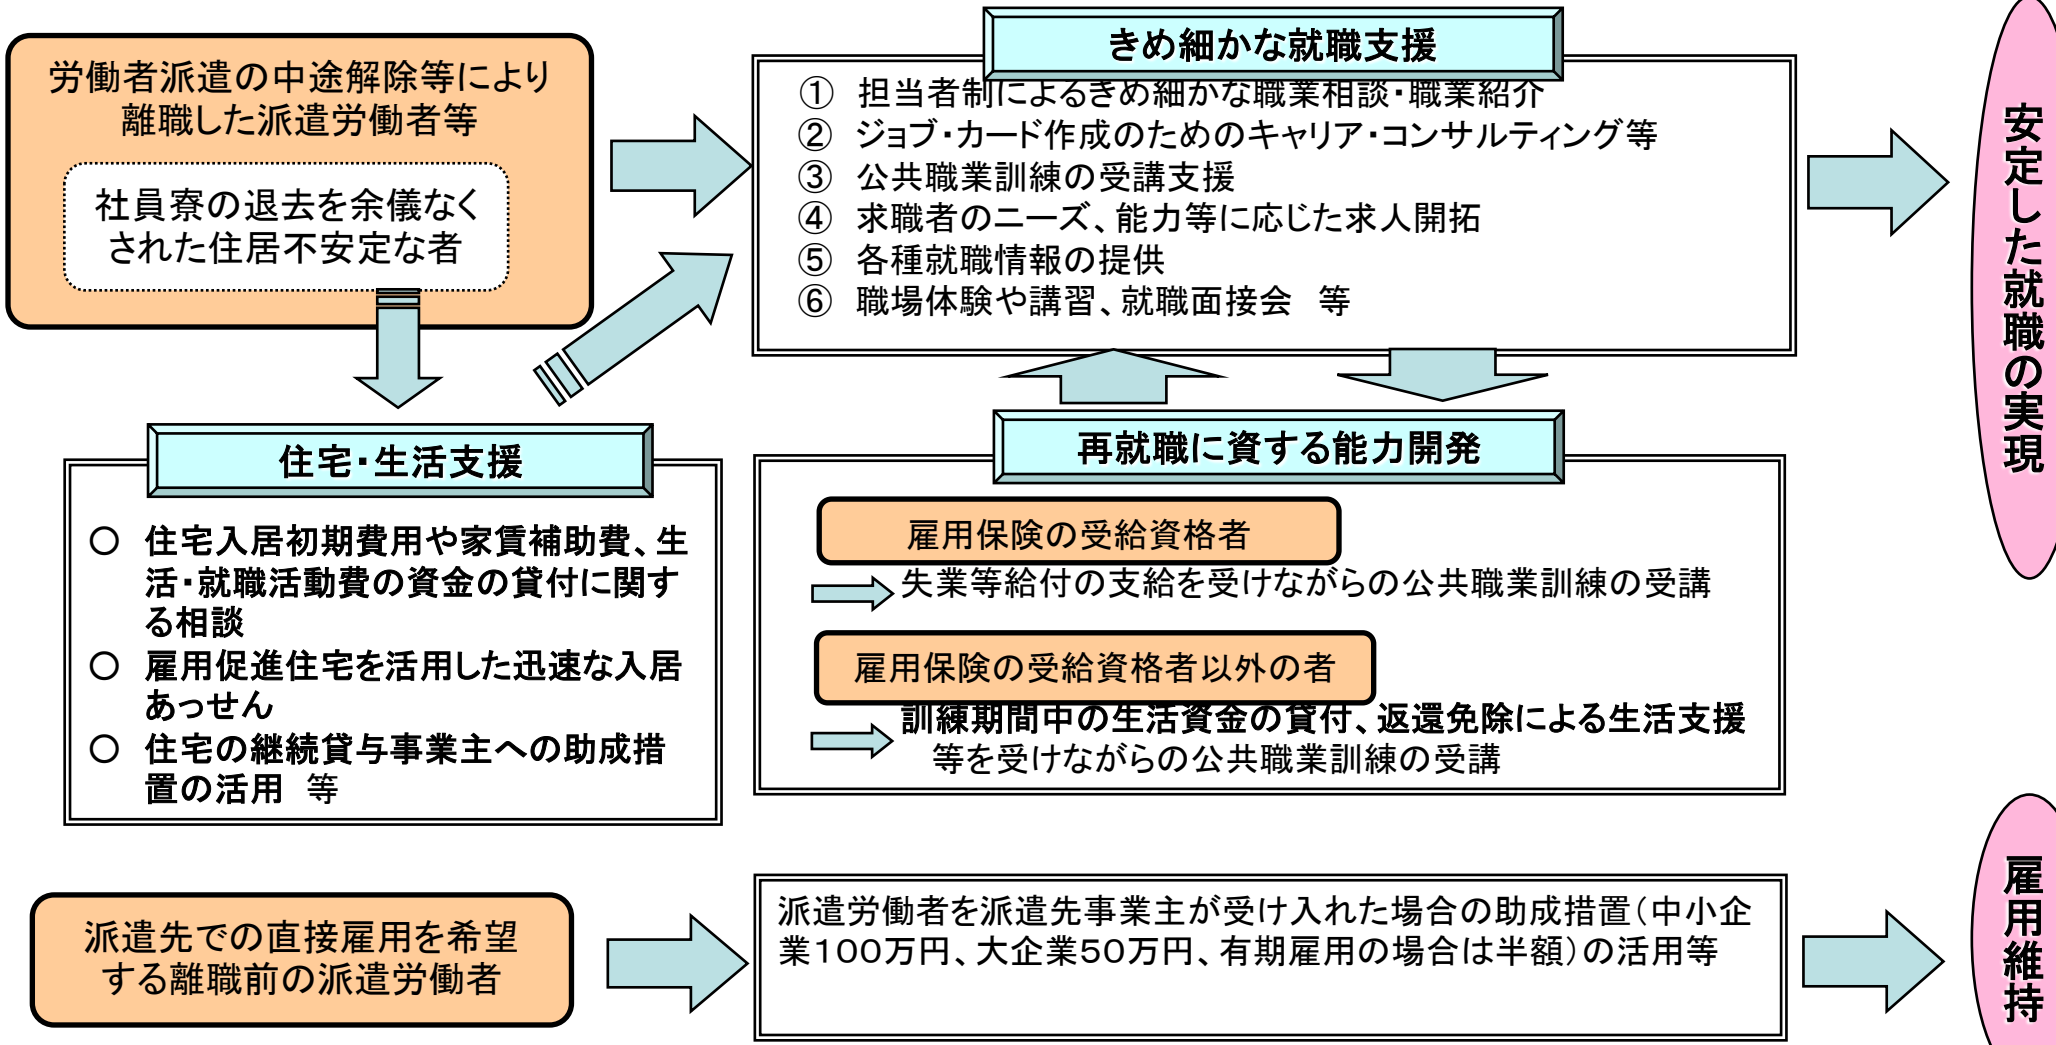 労働者派遣の中途解除等により
離職した派遣労働者等
社員寮の退去を余儀なく
された住居不安定な者
きめ細かな就職支援
① 担当者制によるきめ細かな職業相談・職業紹介
② ジョブ・カード作成のためのキャリア・コンサルティング等
③ 公共職業訓練の受講支援
④ 求職者のニーズ、能力等に応じた求人開拓
⑤ 各種就職情報の提供
⑥ 職場体験や講習、就職面接会 等
安定した就職の実現
住宅・生活支援
○ 住宅入居初期費用や家賃補助費、生
活・就職活動費の資金の貸付に関す
る相談
○ 雇用促進住宅を活用した迅速な入居
あっせん
○ 住宅の継続貸与事業主への助成措
置の活用 等
再就職に資する能力開発
雇用保険の受給資格者
失業等給付の支給を受けながらの公共職業訓練の受講
雇用保険の受給資格者以外の者
訓練期間中の生活資金の貸付、返還免除による生活支援
等を受けながらの公共職業訓練の受講
派遣先での直接雇用を希望
する離職前の派遣労働者
派遣労働者を派遣先事業主が受け入れた場合の助成措置（中小企
業１００万円、大企業５０万円、有期雇用の場合は半額）の活用等
雇用維持